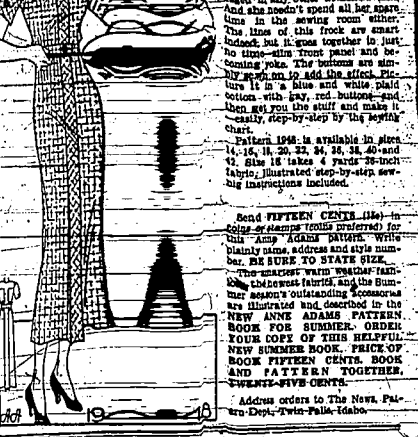 And she needn't spend all her spare
time in the sewing room either.
The lines of this frock are smart
indeed, but it goes together in just
no time—slim front panel and be-
coming yoke. The buttons are sim-
bly sewn on to add the effect. Pic-
ture it in a blue and white plaid
cotton with gay, red buttons—and
then get you the stuff and make it
—easily, step-by-step by the sewing
chart.
Pattern 1948 is available in sizes
14, 16, 18, 20, 32, 34, 36, 38, 40 and
42. Size 16 takes 4 yards 36-inch
fabric. Illustrated step-by-step sew-
ing instructions included.
Send FIFTEEN CENTS (15c) in
coins or stamps (coins preferred) for
this Anne Adams pattern. Write
plainly name, address and style num-
ber. BE SURE TO STATE SIZE.
The smartest warm weather fash-
the newest fabrics, and the Sum-
mer season's outstanding accessories
are illustrated and described in the
NEW ANNE ADAMS PATTERN
BOOK FOR SUMMER. ORDER
YOUR COPY OF THIS HELPFUL
NEW SUMMER BOOK. PRICE OF
BOOK FIFTEEN CENTS. BOOK
AND PATTERN TOGETHER,
TWENTY-FIVE CENTS.
Address orders to The News, Pat-
tern Dept., Twin Falls, Idaho.
AA
1948